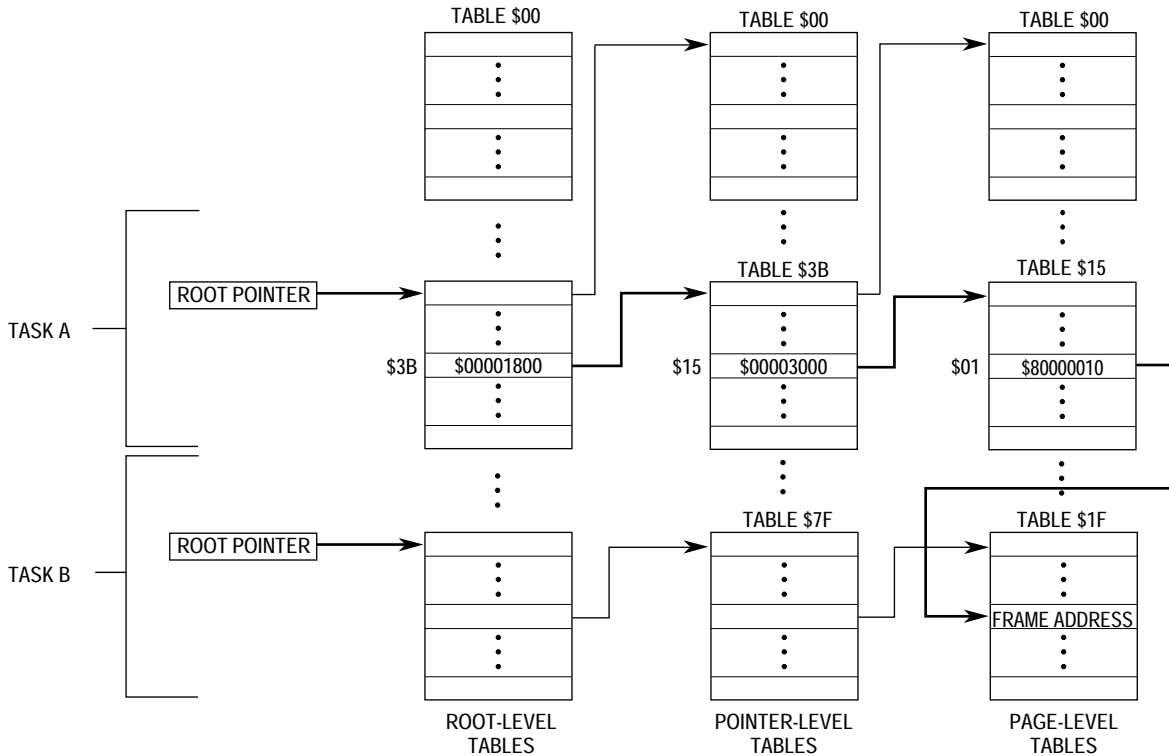 TABLE $00
TABLE $00
TABLE $00
TASK A
ROOT POINTER
$3B
$00001800
TABLE $3B
$15
$00003000
TABLE $15
$01
$80000010
TASK B
ROOT POINTER
TABLE $7F
TABLE $1F
FRAME ADDRESS
ROOT-LEVEL
TABLES
POINTER-LEVEL
TABLES
PAGE-LEVEL
TABLES